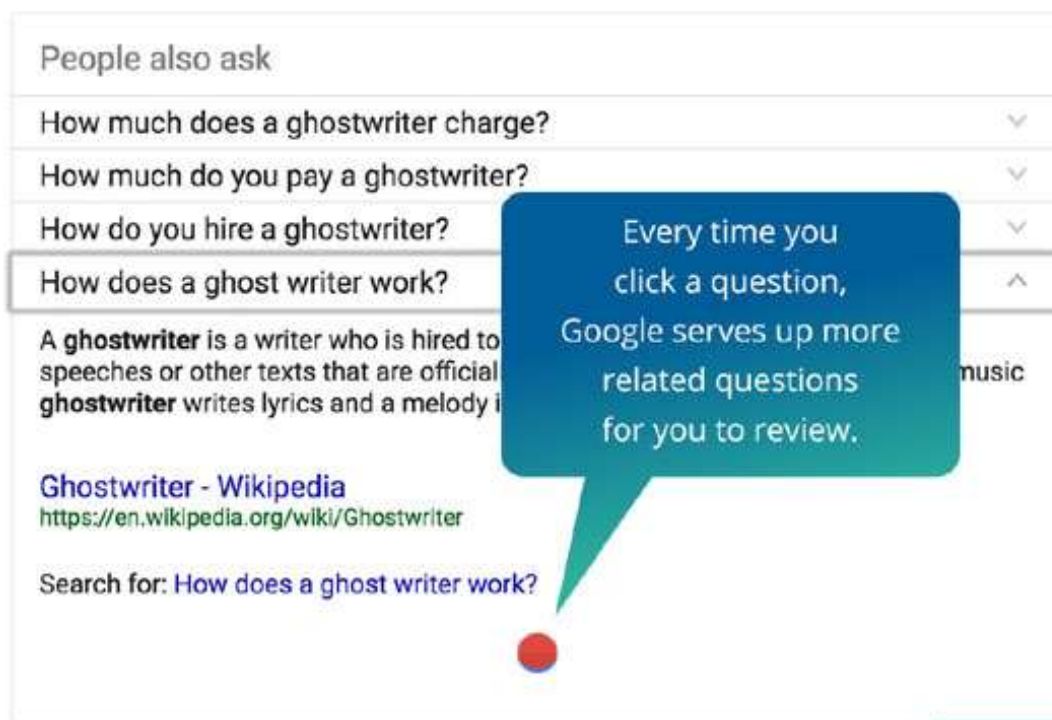 People also ask
How much does a ghostwriter charge?
How much do you pay a ghostwriter?
How do you hire a ghostwriter?
How does a ghost writer work?
A ghostwriter is a writer who is hired to
speeches or other texts that are official music
ghostwriter writes lyrics and a melody
Every time you
click a question,
Google serves up more
related questions
for you to review.
Ghostwriter - Wikipedia
https://en.wikipedia.org/wiki/Ghostwriter
Search for: How does a ghost writer work?